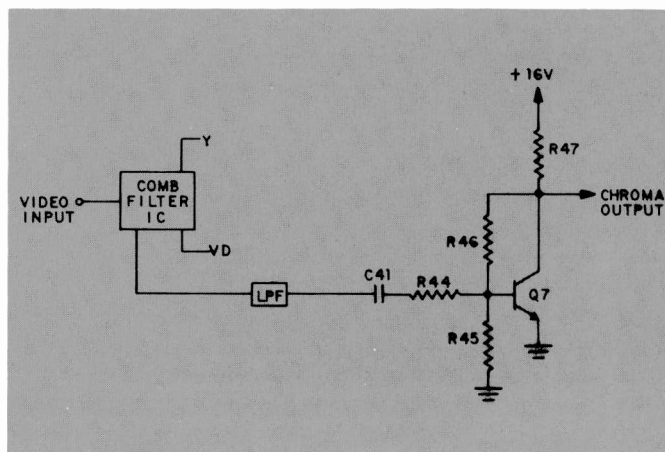 +16V
R47
Y
COMB
FILTER
IC
VIDEO
INPUT
CHROMA
OUTPUT
R46
VD
C41
R44
Q7
LPF
R45